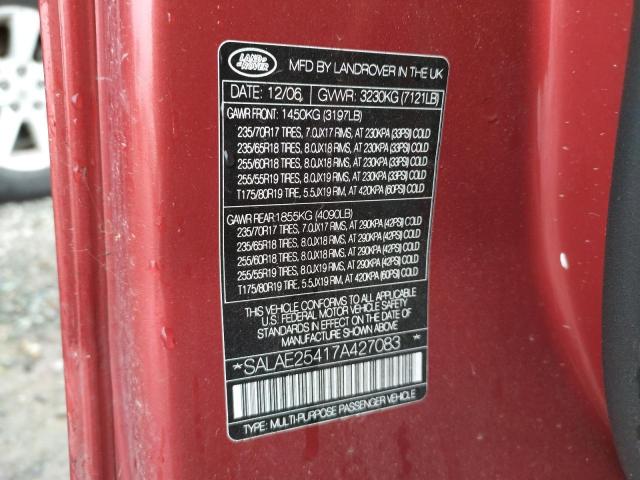 LAND ROVER
MFD BY LANDROVER IN THE UK
DATE: 12/06 GVWR: 3230KG (7121LB)
GAWR FRONT: 1450KG (3197LB)
235/70R17 TIRES, 7.0JX17 RIMS, AT 230KPA (33PSI) COLD
235/65R18 TIRES, 8.0JX18 RIMS, AT 230KPA (33PSI) COLD
255/60R18 TIRES, 8.0JX18 RIMS, AT 230KPA (33PSI) COLD
255/55R19 TIRES, 8.0JX19 RIMS, AT 230KPA (33PSI) COLD
T175/80R19 TIRE, 5.5JX19 RIM, AT 420KPA (60PSI) COLD
GAWR REAR: 1855KG (4090LB)
235/70R17 TIRES, 7.0JX17 RIMS, AT 290KPA (42PSI) COLD
235/65R18 TIRES, 8.0JX18 RIMS, AT 290KPA (42PSI) COLD
255/60R18 TIRES, 8.0JX18 RIMS, AT 290KPA (42PSI) COLD
255/55R19 TIRES, 8.0JX19 RIMS, AT 290KPA (42PSI) COLD
T175/80R19 TIRE, 5.5JX19 RIM, AT 420KPA (60PSI) COLD
THIS VEHICLE CONFORMS TO ALL APPLICABLE
U.S. FEDERAL MOTOR VEHICLE SAFETY
STANDARDS IN EFFECT ON THE DATE OF
MANUFACTURE SHOWN ABOVE
*SALAE25417A427083*
TYPE: MULTI-PURPOSE PASSENGER VEHICLE